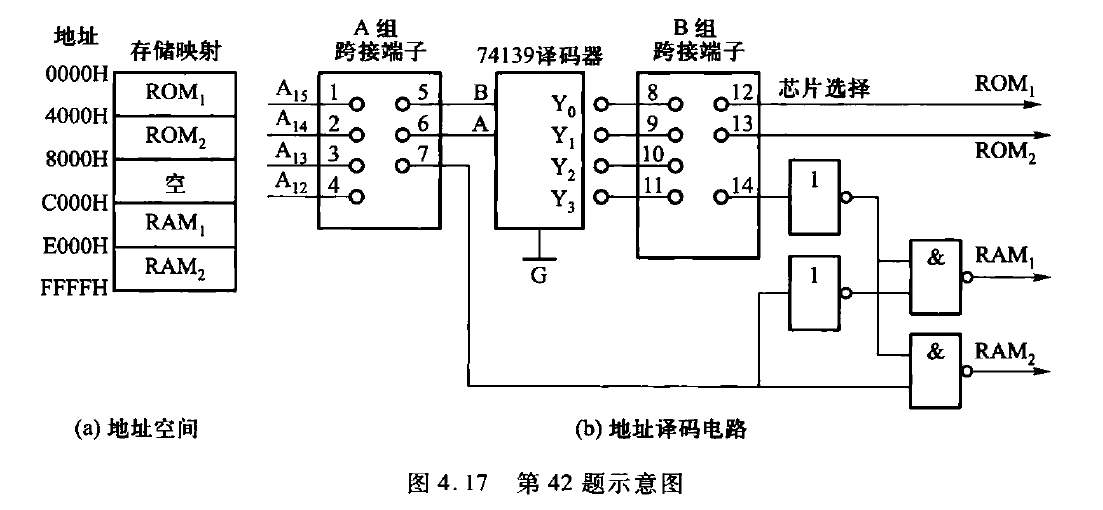 地址
存储映射
0000H
ROM₁
4000H
ROM₂
8000H
空
C000H
RAM₁
E000H
RAM₂
FFFFH
(a) 地址空间
A 组
跨接端子
A₁₅ 1 5
A₁₄ 2 6
A₁₃ 3 7
A₁₂ 4
74139译码器
B
A
Y₀
Y₁
Y₂
Y₃
G
B 组
跨接端子
8 12
9 13
10
11 14
芯片选择
ROM₁
ROM₂
1
1
&
RAM₁
&
RAM₂
(b) 地址译码电路
图 4.17 第 42 题示意图